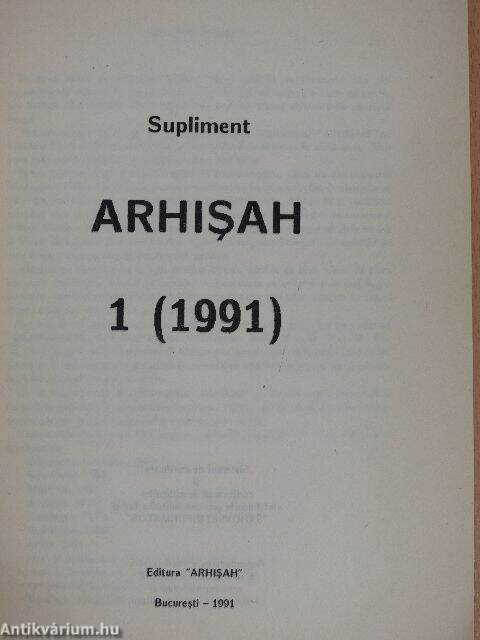 Supliment
ARHIŞAH
1 (1991)
Editura "ARHIŞAH"
Bucureşti – 1991
Antikvárium.hu